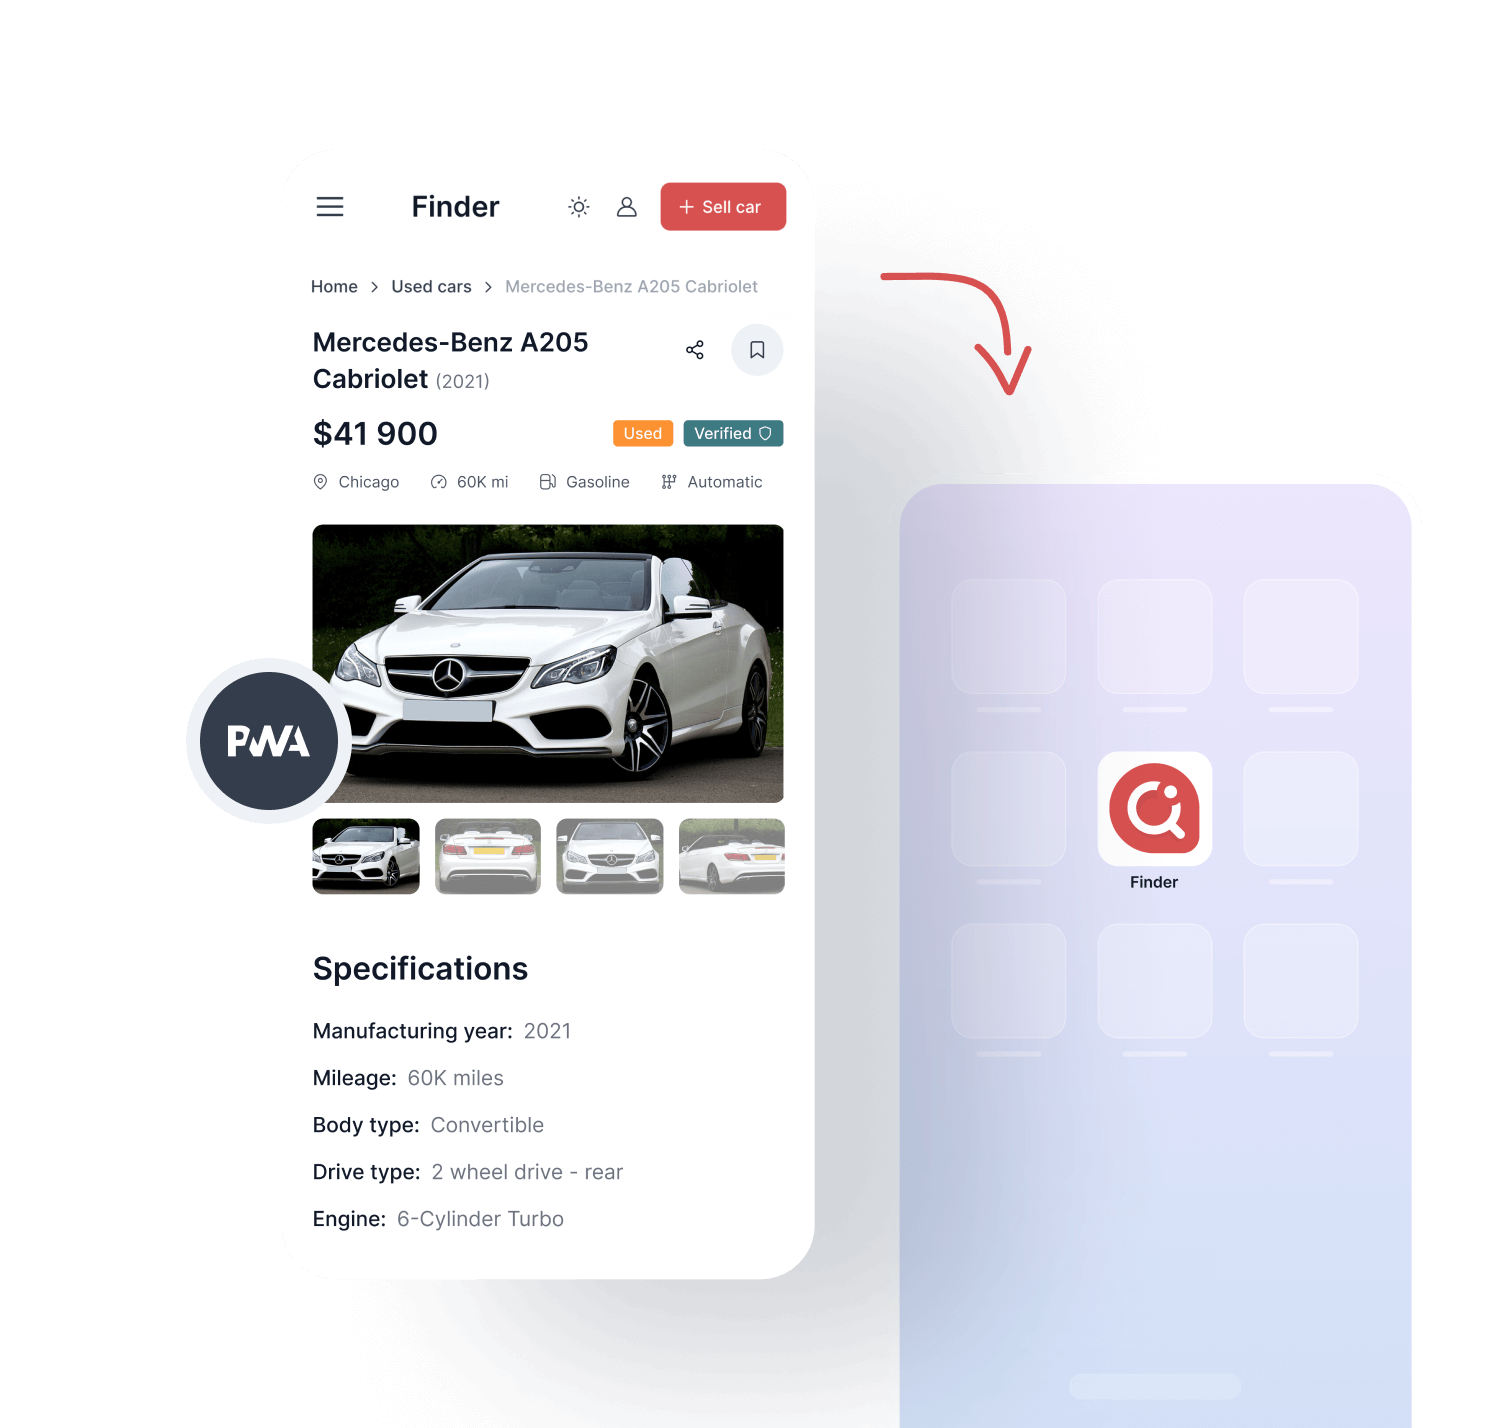 Finder
+ Sell car
Home > Used cars > Mercedes-Benz A205 Cabriolet
Mercedes-Benz A205
Cabriolet (2021)
$41 900
Used
Verified
Chicago
60K mi
Gasoline
Automatic
PWA
Finder
Specifications
Manufacturing year: 2021
Mileage: 60K miles
Body type: Convertible
Drive type: 2 wheel drive - rear
Engine: 6-Cylinder Turbo